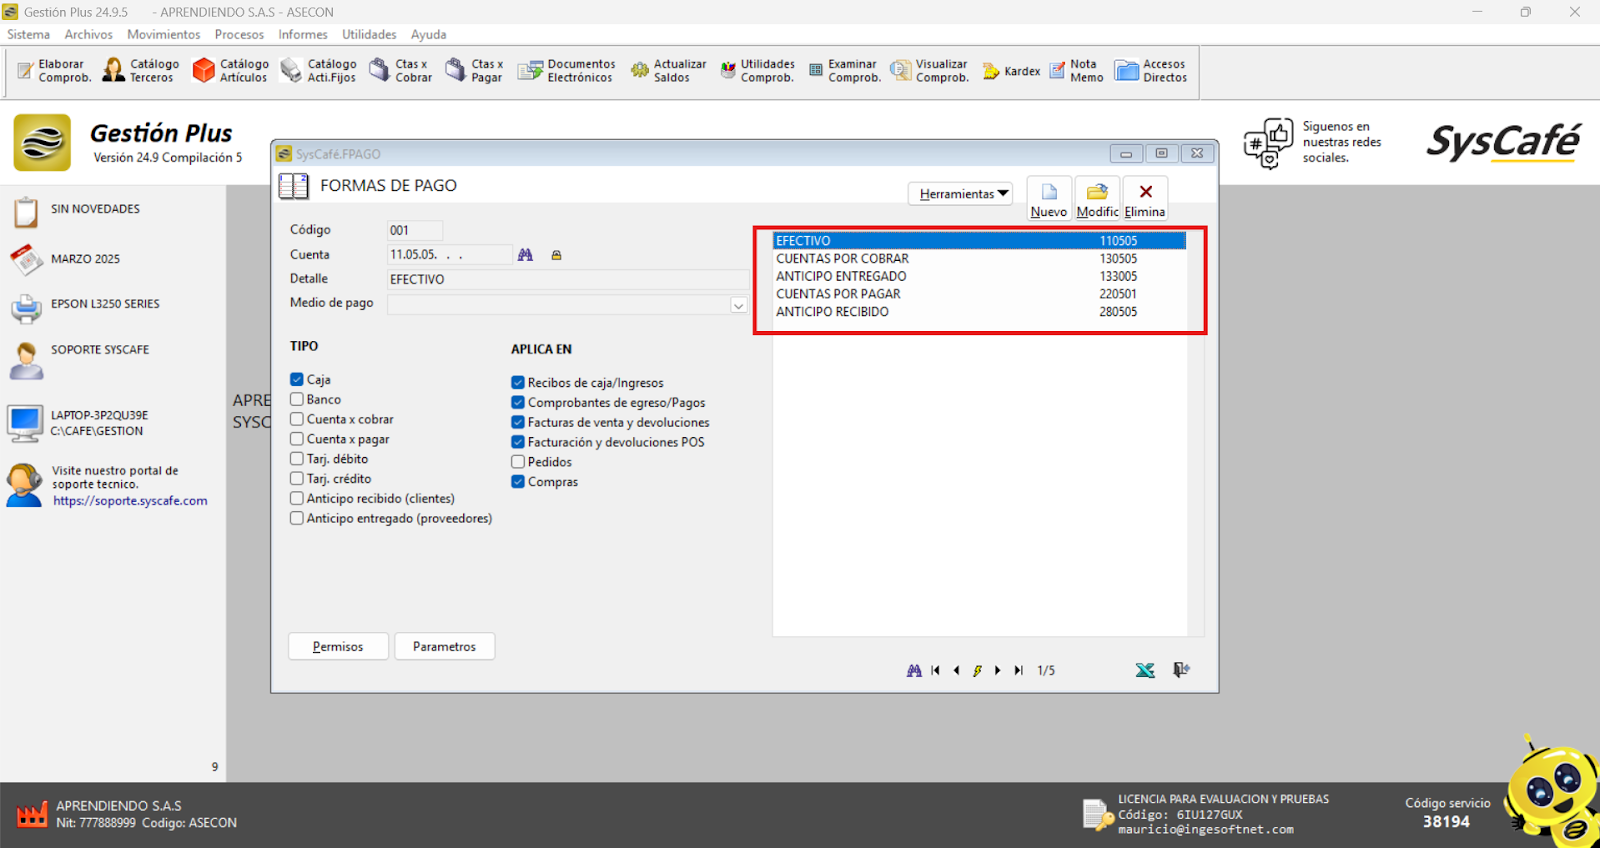 Gestión Plus 24.9.5 - APRENDIENDO S.A.S - ASECON
Sistema Archivos Movimientos Procesos Informes Utilidades Ayuda
Elaborar Comprob.
Catálogo Terceros
Catálogo Artículos
Catálogo Acti.Fijos
Ctas x Cobrar
Ctas x Pagar
Documentos Electrónicos
Actualizar Saldos
Utilidades Comprob.
Examinar Comprob.
Visualizar Comprob.
Kardex
Nota Memo
Accesos Directos
Gestión Plus
Versión 24.9 Compilación 5
Siguenos en
nuestras redes
sociales.
SysCafé
SIN NOVEDADES
MARZO 2025
EPSON L3250 SERIES
SOPORTE SYSCAFE
LAPTOP-3P2QU39E
C:\CAFE\GESTION
Visite nuestro portal de
soporte tecnico.
https://soporte.syscafe.com
9
APRE
SYSC
SysCafé.FPAGO
FORMAS DE PAGO
Herramientas
Nuevo
Modific
Elimina
Código 001
Cuenta 11.05.05. . .
Detalle EFECTIVO
Medio de pago
TIPO
Caja
Banco
Cuenta x cobrar
Cuenta x pagar
Tarj. débito
Tarj. crédito
Anticipo recibido (clientes)
Anticipo entregado (proveedores)
APLICA EN
Recibos de caja/Ingresos
Comprobantes de egreso/Pagos
Facturas de venta y devoluciones
Facturación y devoluciones POS
Pedidos
Compras
EFECTIVO 110505
CUENTAS POR COBRAR 130505
ANTICIPO ENTREGADO 133005
CUENTAS POR PAGAR 220501
ANTICIPO RECIBIDO 280505
Permisos
Parametros
1/5
APRENDIENDO S.A.S
Nit: 777888999 Codigo: ASECON
LICENCIA PARA EVALUACION Y PRUEBAS
Código: 6IU127GUX
mauricio@ingesoftnet.com
Código servicio
38194